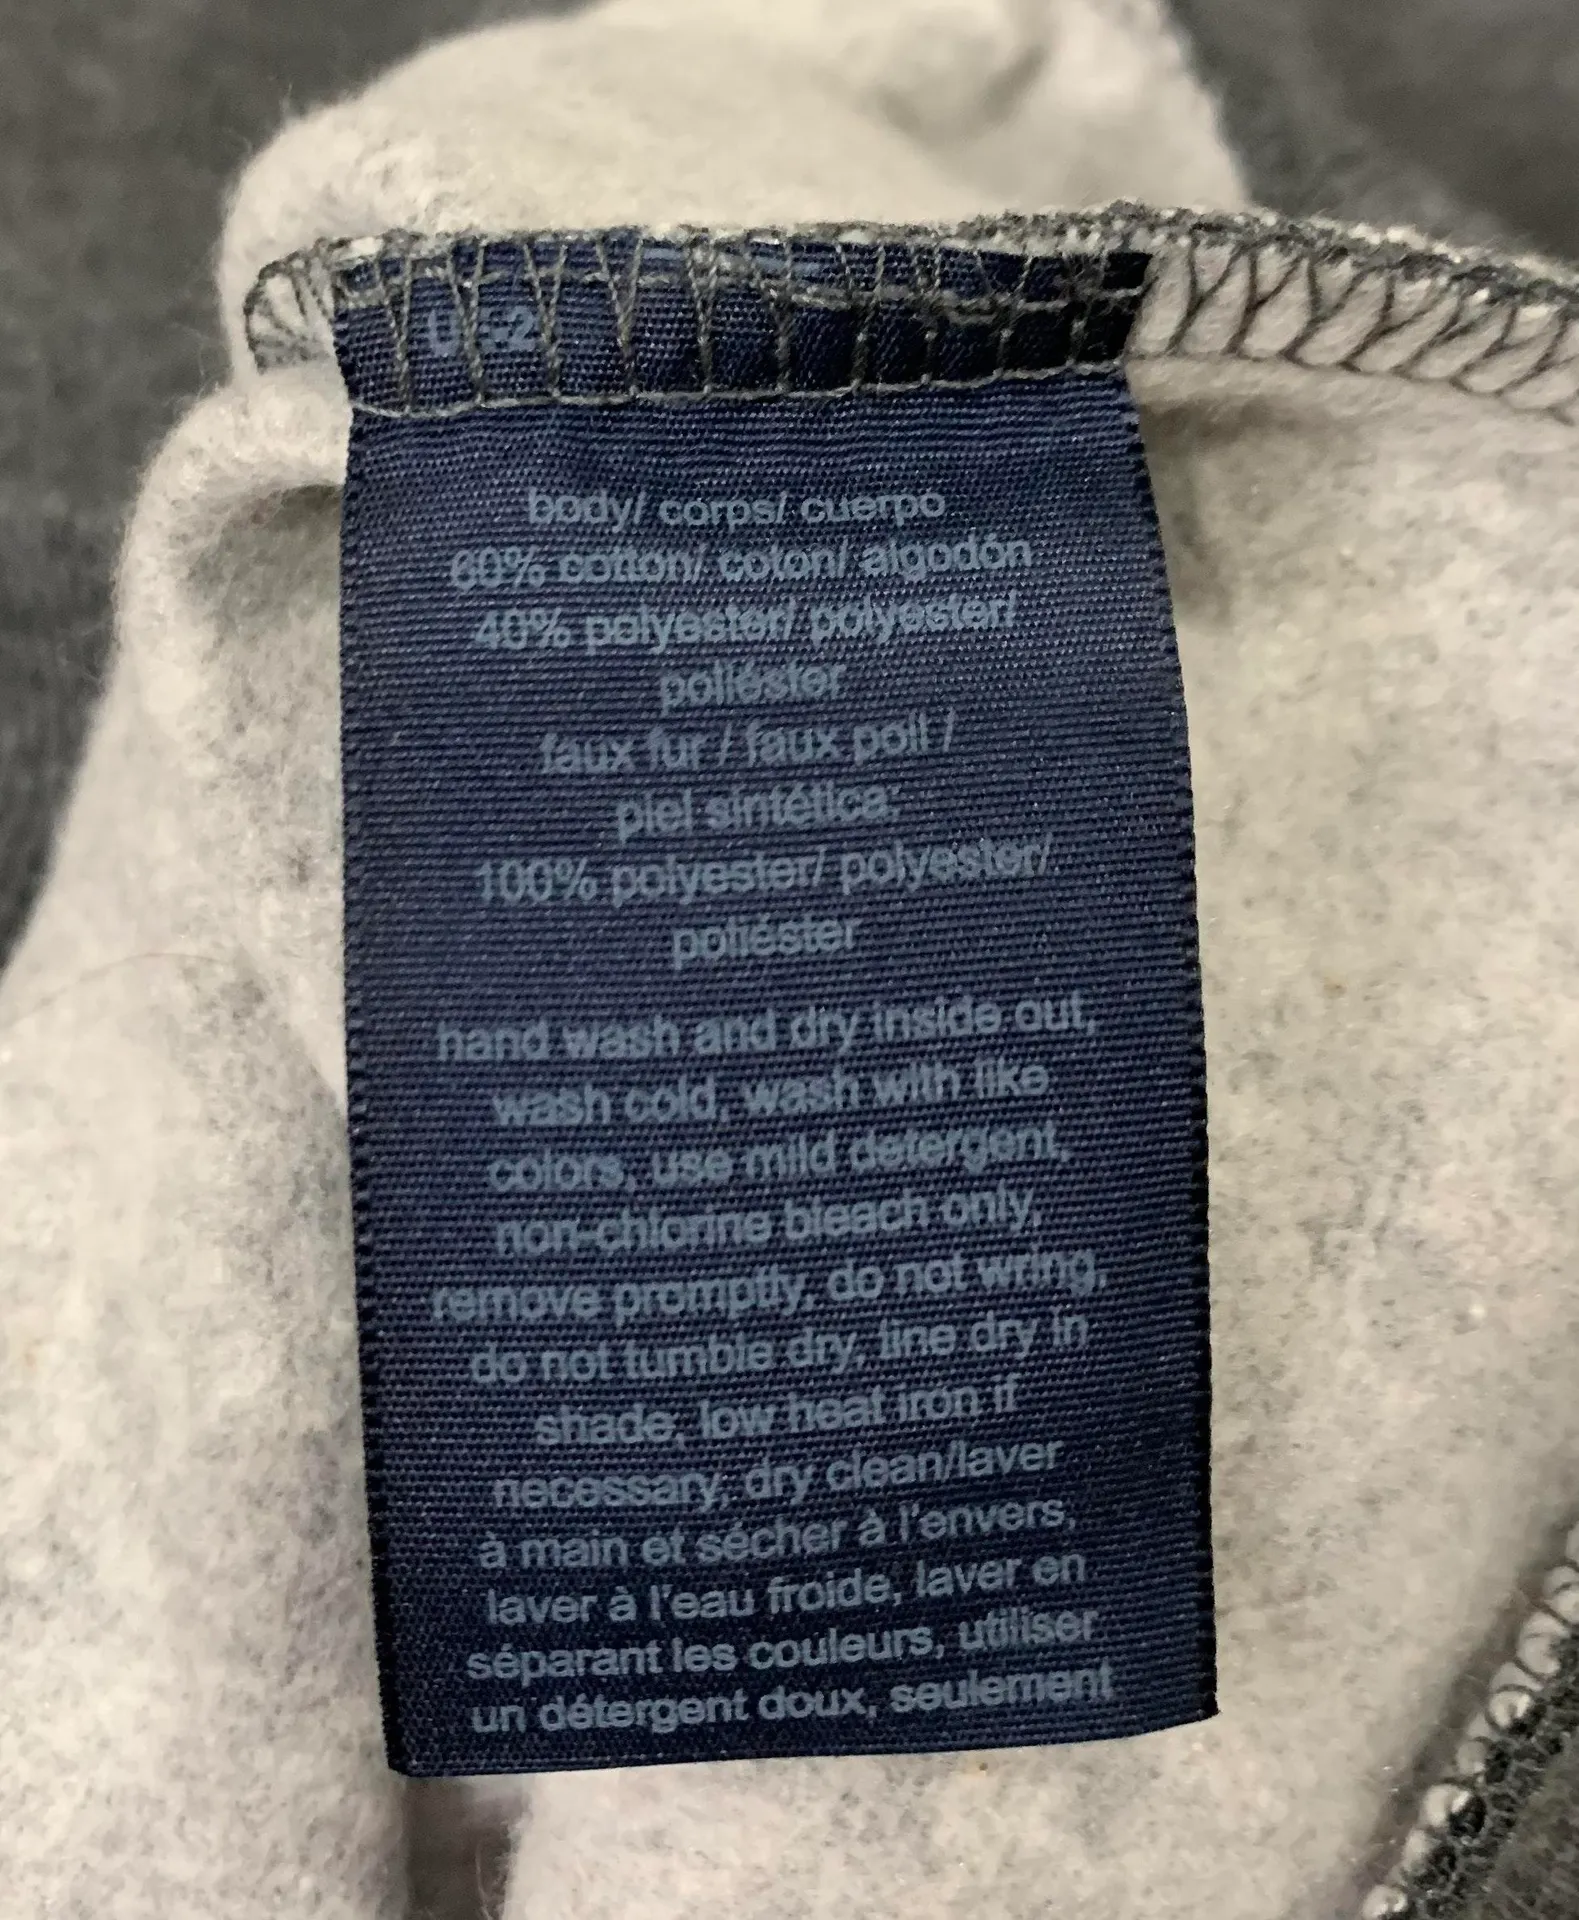 body/ corps/ cuerpo
60% cotton/ coton/ algodón
40% polyester/ polyester/
poliéster
faux fur / faux poil /
piel sintética:
100% polyester/ polyester/
poliéster
hand wash and dry inside out,
wash cold, wash with like
colors, use mild detergent,
non-chlorine bleach only,
remove promptly, do not wring,
do not tumble dry, line dry in
shade, low heat iron if
necessary, dry clean/laver
à main et sécher à l'envers,
laver à l'eau froide, laver en
séparant les couleurs, utiliser
un détergent doux, seulement